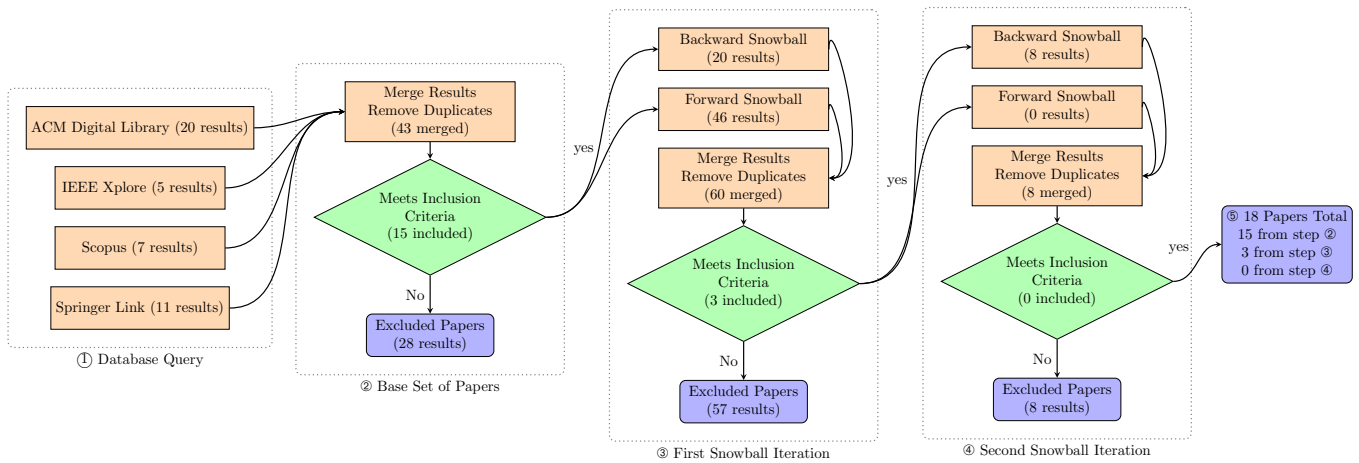 ACM Digital Library (20 results)
IEEE Xplore (5 results)
Scopus (7 results)
Springer Link (11 results)
① Database Query
Merge Results
Remove Duplicates
(43 merged)
Meets Inclusion
Criteria
(15 included)
No
Excluded Papers
(28 results)
② Base Set of Papers
yes
Backward Snowball
(20 results)
Forward Snowball
(46 results)
Merge Results
Remove Duplicates
(60 merged)
Meets Inclusion
Criteria
(3 included)
No
Excluded Papers
(57 results)
③ First Snowball Iteration
yes
Backward Snowball
(8 results)
Forward Snowball
(0 results)
Merge Results
Remove Duplicates
(8 merged)
Meets Inclusion
Criteria
(0 included)
No
Excluded Papers
(8 results)
④ Second Snowball Iteration
yes
⑤ 18 Papers Total
15 from step ②
3 from step ③
0 from step ④